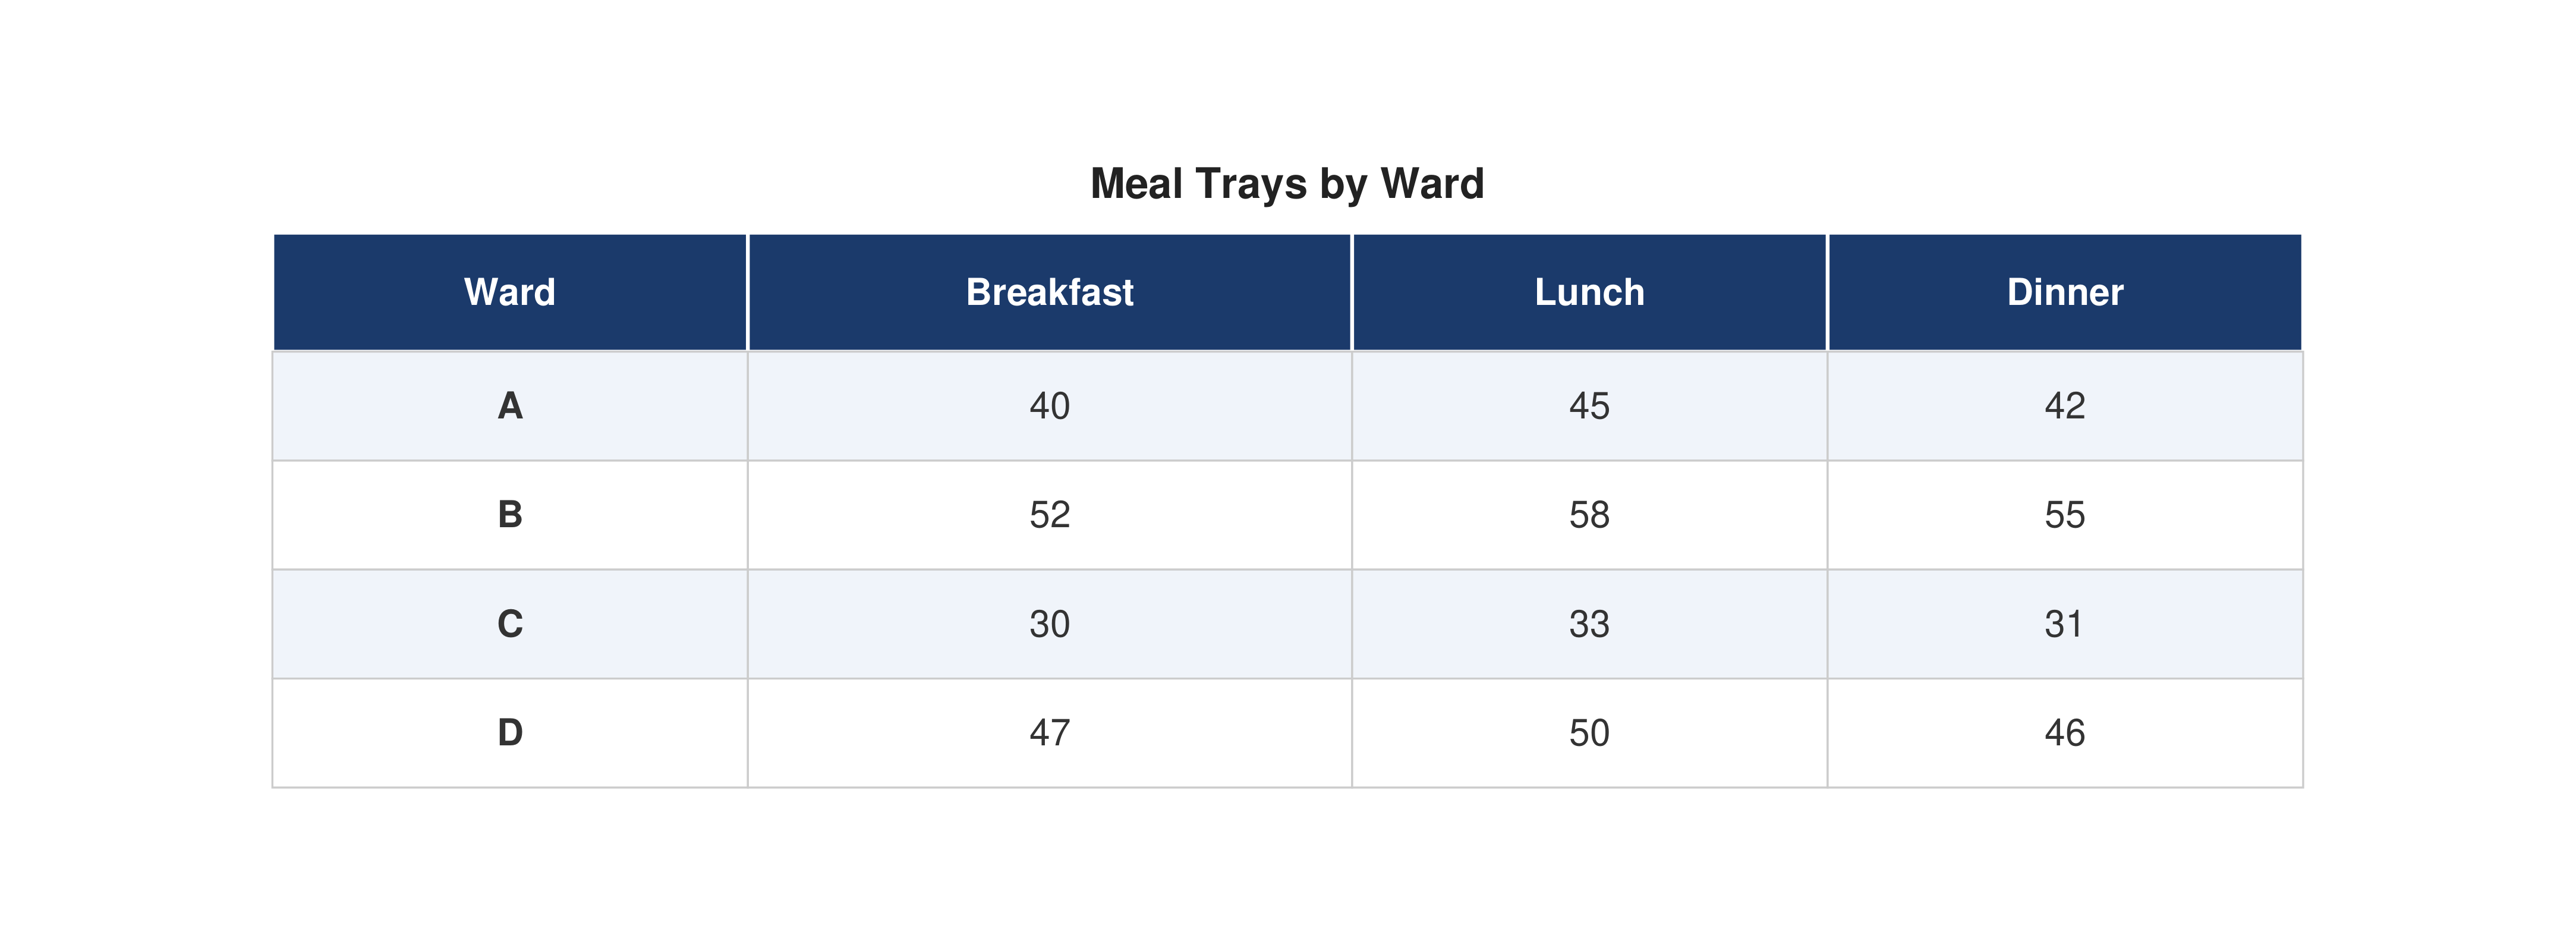 Meal Trays by Ward
Ward Breakfast Lunch Dinner
A 40 45 42
B 52 58 55
C 30 33 31
D 47 50 46